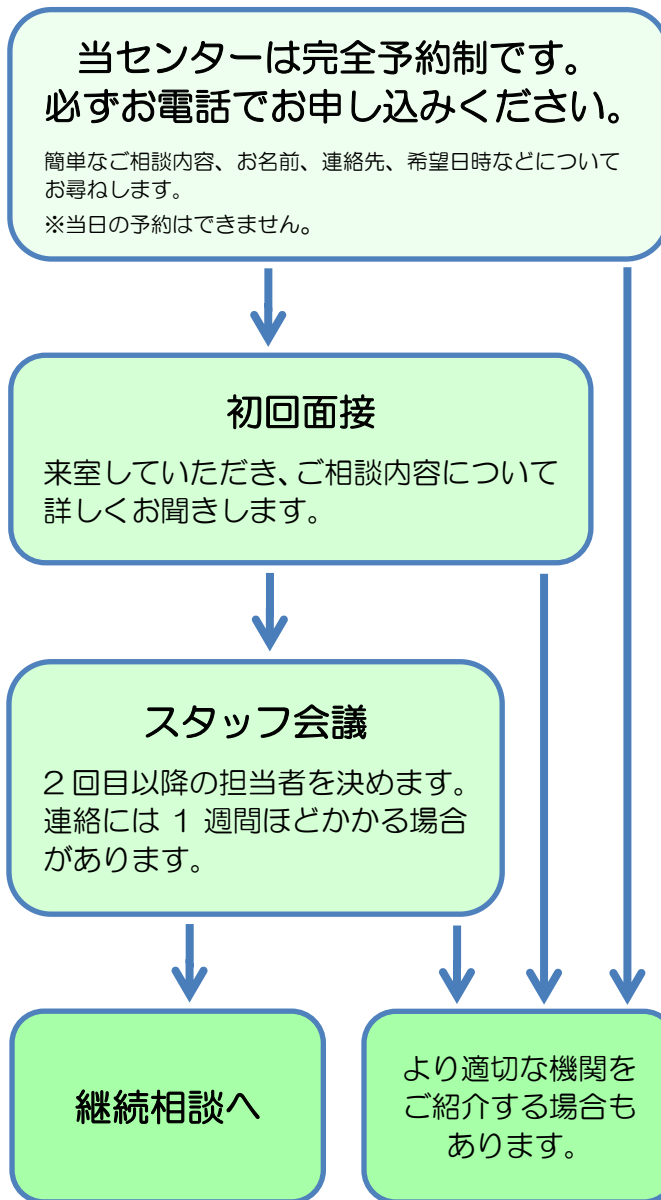 当センターは完全予約制です。
必ずお電話でお申し込みください。
簡単なご相談内容、お名前、連絡先、希望日時などについて
お尋ねします。
※当日の予約はできません。
初回面接
来室していただき、ご相談内容について
詳しくお聞きします。
スタッフ会議
2 回目以降の担当者を決めます。
連絡には 1 週間ほどかかる場合
があります。
継続相談へ
より適切な機関を
ご紹介する場合も
あります。